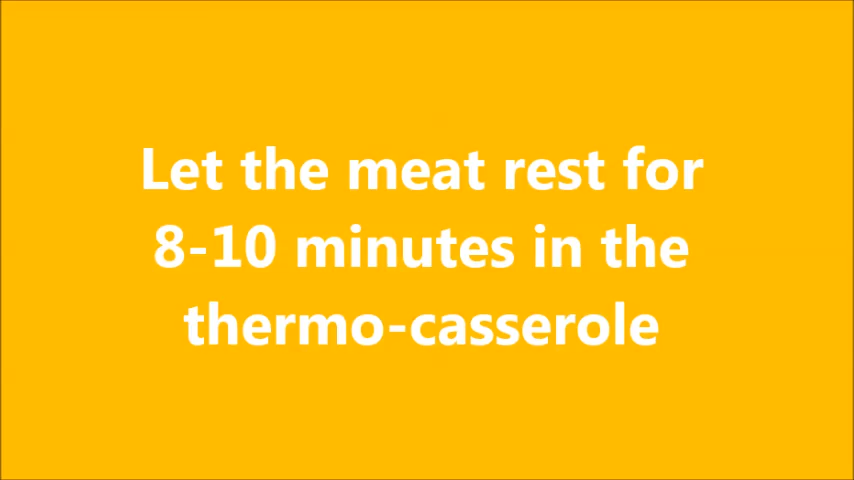 Let the meat rest for
8-10 minutes in the
thermo-casserole